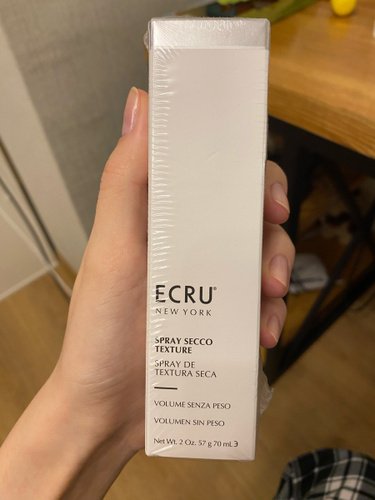 ECRU®
NEW YORK
SPRAY SECCO
TEXTURE
SPRAY DE
TEXTURA SECA
VOLUME SENZA PESO
VOLUMEN SIN PESO
Net Wt. 2 Oz. 57 g 70 mL ℮